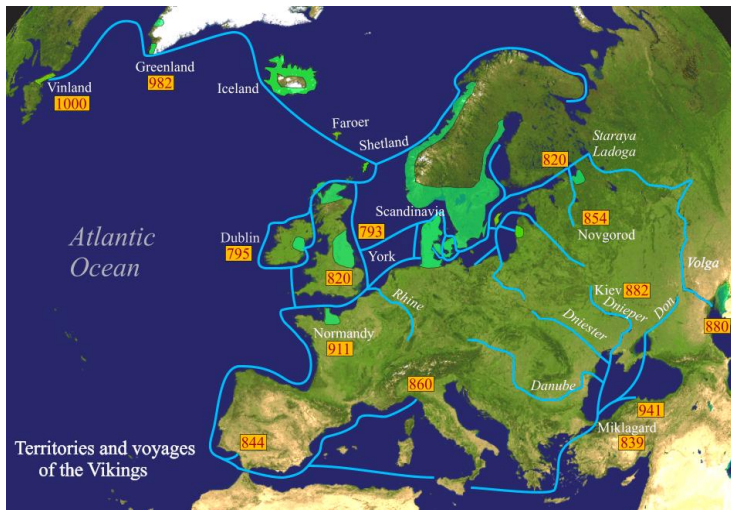 Vinland
1000
Greenland
982
Iceland
Faroer
Shetland
Staraya
Ladoga
820
Scandinavia
854
Novgorod
Dublin
795
793
York
820
Atlantic
Ocean
Volga
Kiev 882
Rhine
Dnieper
Don
Dniester
880
Normandy
911
860
Danube
941
Miklagard
839
844
Territories and voyages
of the Vikings